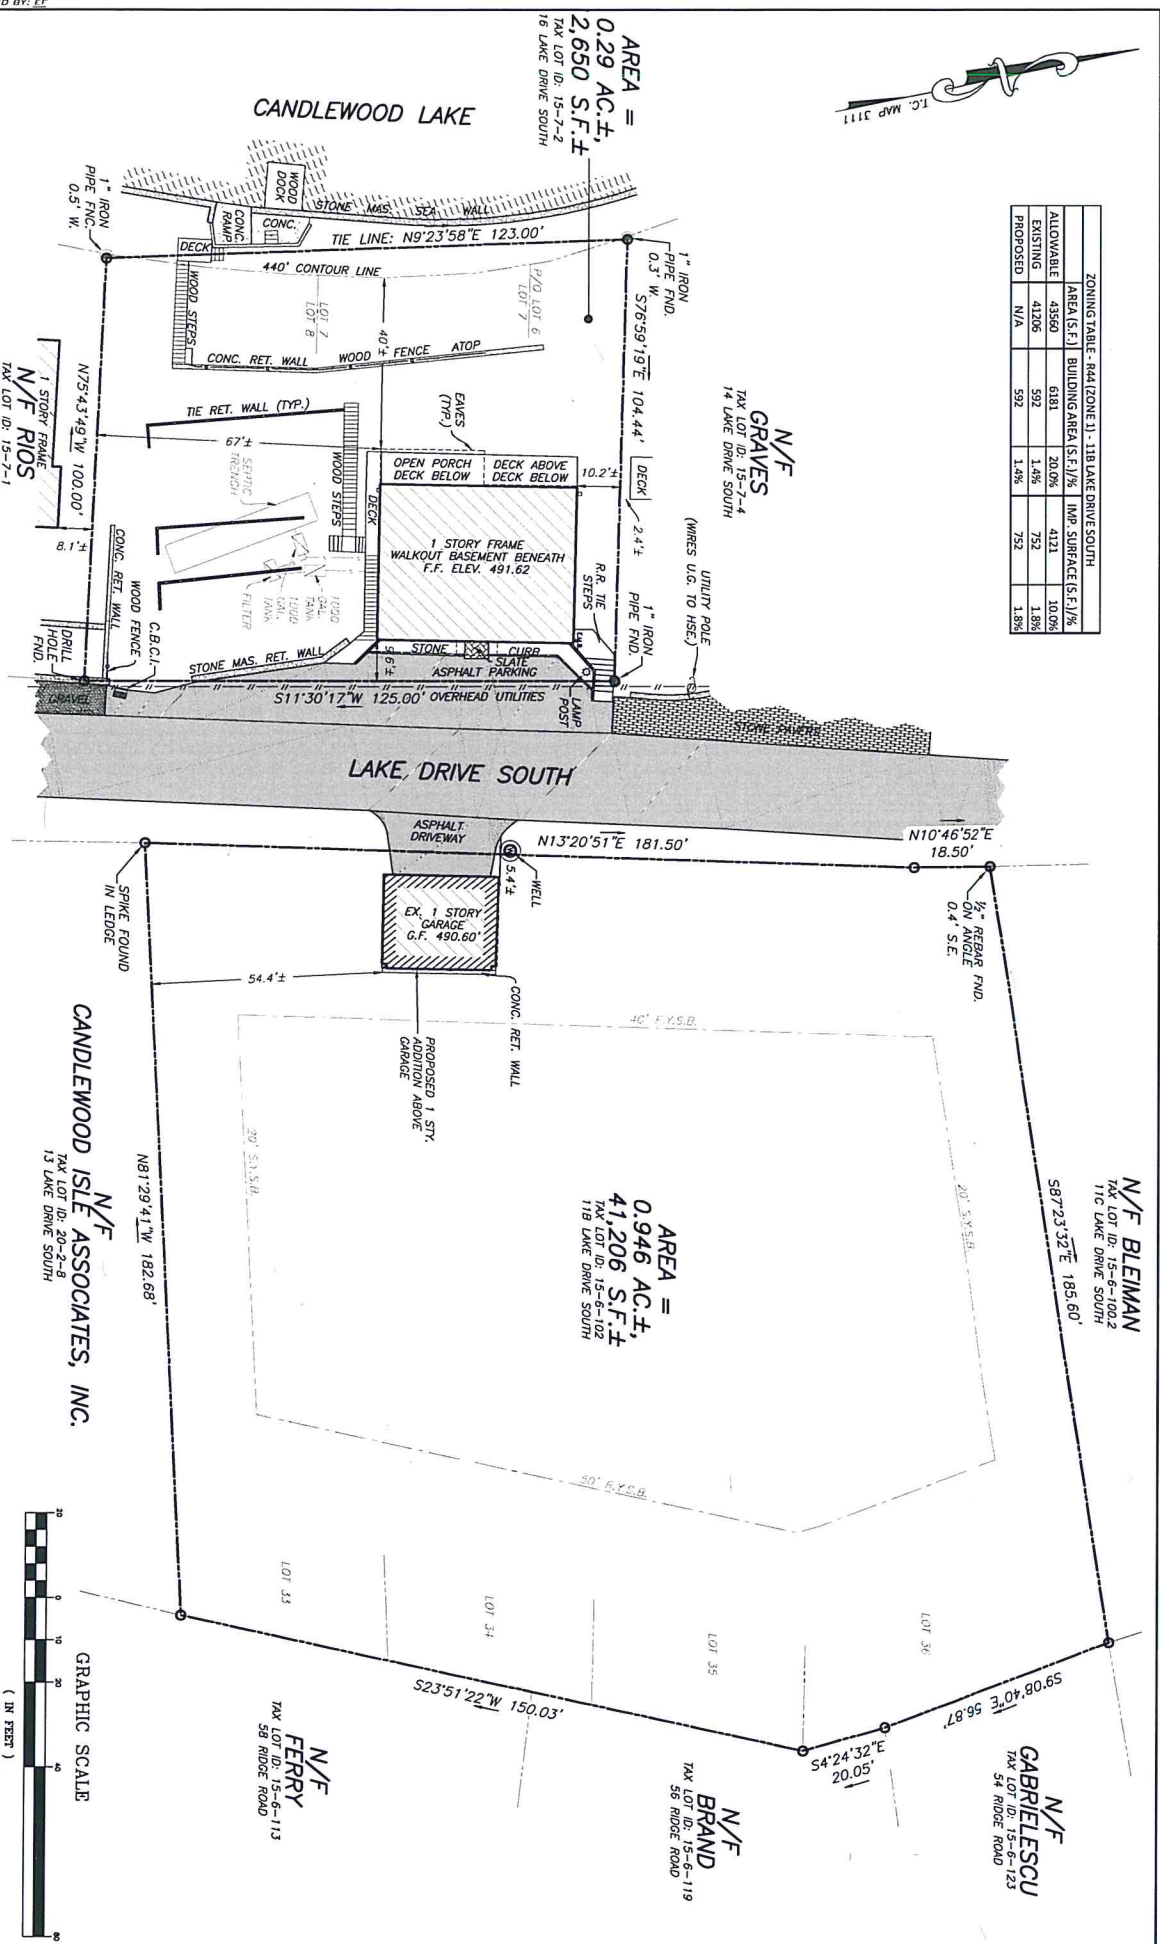 T.C. MAP 3111
ZONING TABLE - R44 (ZONE 1) - 11B LAKE DRIVE SOUTH
AREA (S.F.) BUILDING AREA (S.F.)/% IMP. SURFACE (S.F.)/%
ALLOWABLE 43560 6181 20.0% 4121 10.0%
EXISTING 41206 592 1.4% 752 1.8%
PROPOSED N/A 592 1.4% 752 1.8%
AREA =
0.29 AC.±,
2,650 S.F.±
TAX LOT ID: 15-7-2
16 LAKE DRIVE SOUTH
CANDLEWOOD LAKE
1" IRON
PIPE FNC.
0.5' W.
WOOD
DOCK
STONE MAS. SEA WALL
CONC.
RAMP
CONC.
DECK
TIE LINE: N9°23'58"E 123.00'
440' CONTOUR LINE
WOOD STEPS
LOT 7
LOT 8
P/O LOT 6
LOT 7
40'±
CONC. RET. WALL WOOD FENCE ATOP
1" IRON
PIPE FND.
0.3' W.
S76°59'19"E 104.44'
N/F
GRAVES
TAX LOT ID: 15-7-4
14 LAKE DRIVE SOUTH
N75°43'49"W 100.00'
1 STORY FRAME
N/F RIOS
TAX LOT ID: 15-7-1
8.1'±
TIE RET. WALL (TYP.)
67'±
SEPTIC
TRENCH
WOOD STEPS
EAVES
(TYP.)
OPEN PORCH
DECK BELOW
DECK ABOVE
DECK BELOW
10.2'±
DECK
2.4'±
DECK
1 STORY FRAME
WALKOUT BASEMENT BENEATH
F.F. ELEV. 491.62
1000
GAL.
TANK
1000
GAL.
TANK
FILTER
R.R. TIE
STEPS
1" IRON
PIPE FND.
UTILITY POLE
(WIRES U.G. TO HSE.)
CONC. RET. WALL
WOOD FENCE
C.B.C.I.
DRILL
HOLE
FND.
STONE MAS. RET. WALL
9.6'±
STONE CURB
SLATE
ASPHALT PARKING
LAMP
POST
S11°30'17"W 125.00' OVERHEAD UTILITIES
GRAVEL
STONE PAVERS
LAKE DRIVE SOUTH
ASPHALT
DRIVEWAY
N13°20'51"E 181.50'
N10°46'52"E
18.50'
WELL
W
5.4'±
SPIKE FOUND
IN LEDGE
EX. 1 STORY
GARAGE
G.F. 490.60'
54.4'±
CONC. RET. WALL
PROPOSED 1 STY.
ADDITION ABOVE
GARAGE
½" REBAR FND.
ON ANGLE
0.4' S.E.
40' F.Y.S.B.
20' S.Y.S.B.
20' S.Y.S.B.
50' R.Y.S.B.
S87°23'32"E 185.60'
N/F BLEIMAN
TAX LOT ID: 15-6-100.2
11C LAKE DRIVE SOUTH
N81°29'41"W 182.68'
N/F
CANDLEWOOD ISLE ASSOCIATES, INC.
TAX LOT ID: 20-2-8
13 LAKE DRIVE SOUTH
AREA =
0.946 AC.±,
41,206 S.F.±
TAX LOT ID: 15-6-102
11B LAKE DRIVE SOUTH
LOT 33
LOT 34
LOT 35
LOT 36
S23°51'22"W 150.03'
S4°24'32"E
20.05'
S9°08'40"E 56.87'
N/F
FERRY
TAX LOT ID: 15-6-113
58 RIDGE ROAD
N/F
BRAND
TAX LOT ID: 15-6-119
56 RIDGE ROAD
N/F
GABRIELESCU
TAX LOT ID: 15-6-123
54 RIDGE ROAD
GRAPHIC SCALE
20 0 10 20 40 80
( IN FEET )